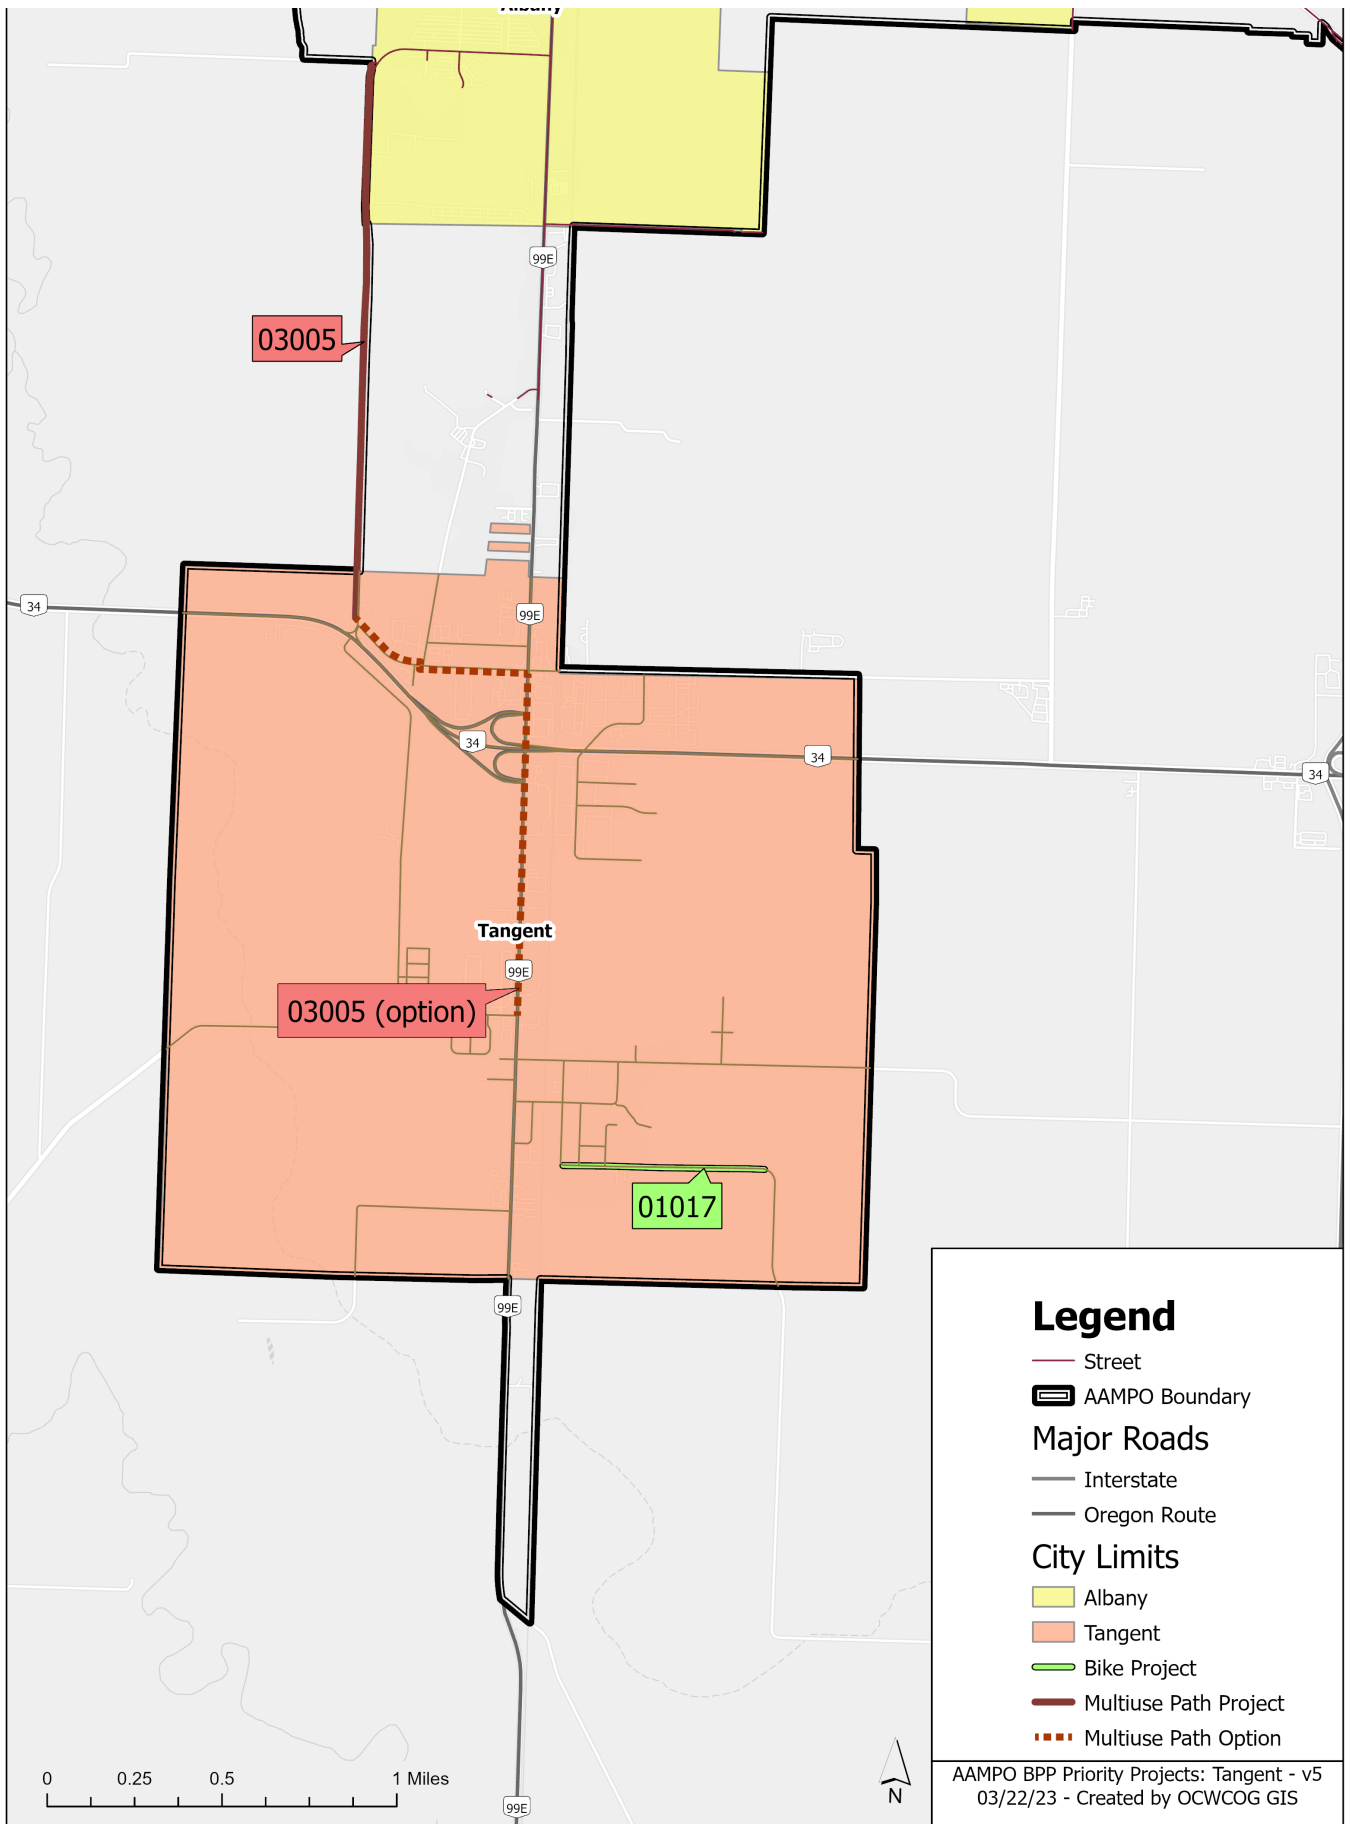 Albany
99E
03005
34
99E
34
34
34
Tangent
99E
03005 (option)
01017
99E
Legend
Street
AAMPO Boundary
Major Roads
Interstate
Oregon Route
City Limits
Albany
Tangent
Bike Project
Multiuse Path Project
Multiuse Path Option
0 0.25 0.5 1 Miles
N
99E
AAMPO BPP Priority Projects: Tangent - v5
03/22/23 - Created by OCWCOG GIS